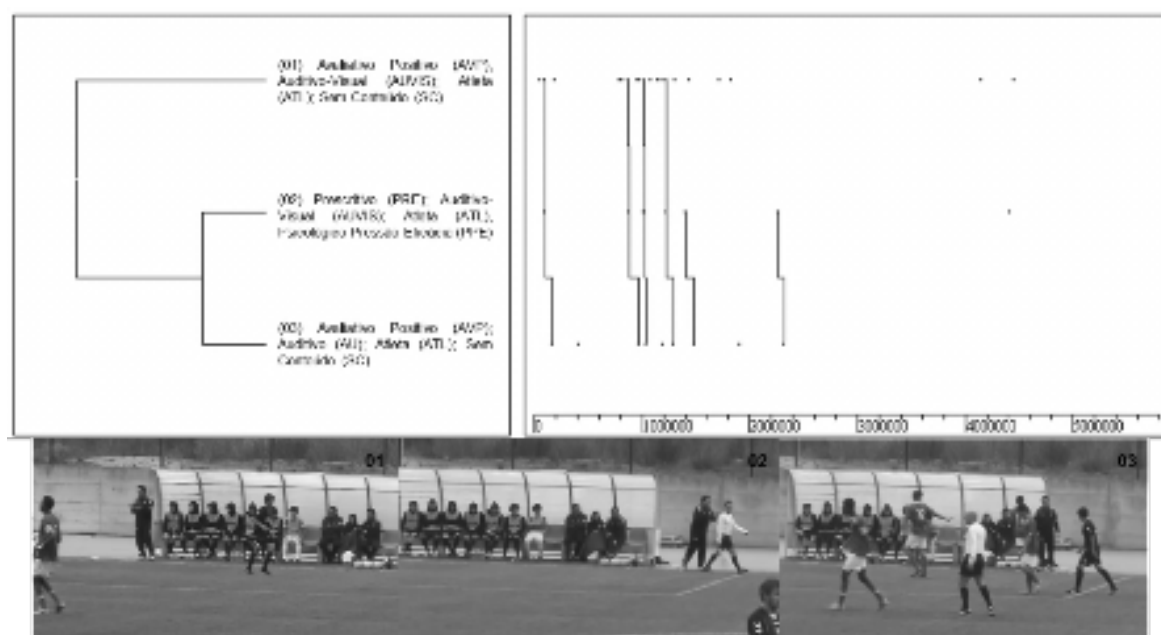 (01) Avaliativo Positivo (AVP);
Auditivo-Visual (AUVIS); Atleta
(ATL); Sem Conteúdo (SC)
(02) Prescritivo (PRE); Auditivo-
Visual (AUVIS); Atleta (ATL);
Psicológico Pressão Eficácia (PPE)
(03) Avaliativo Positivo (AVP);
Auditivo (AU); Atleta (ATL); Sem
Conteúdo (SC)
0 1000000 2000000 3000000 4000000 5000000
01 02 03